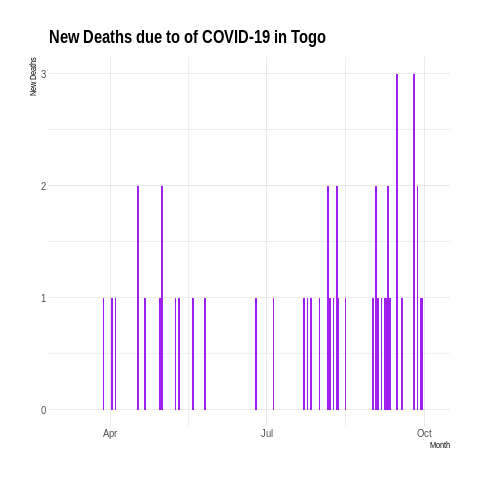 New Deaths due to of COVID-19 in Togo
New Deaths
3
2
1
0
Apr
Jul
Oct
Month